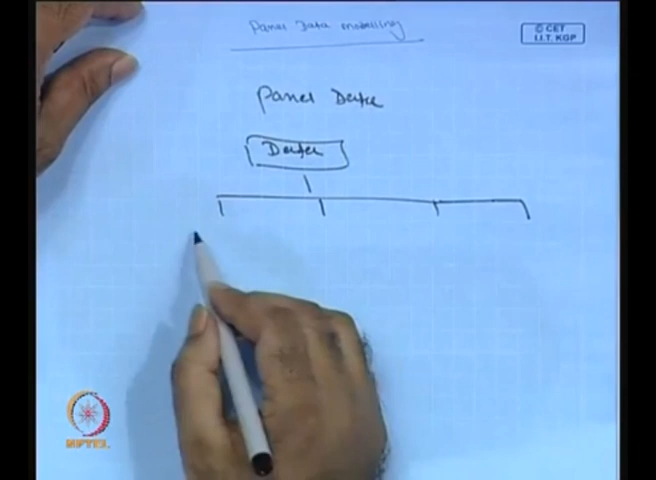 Panel Data modelling
© CET
I.I.T. KGP
Panel Data
Data
NPTEL